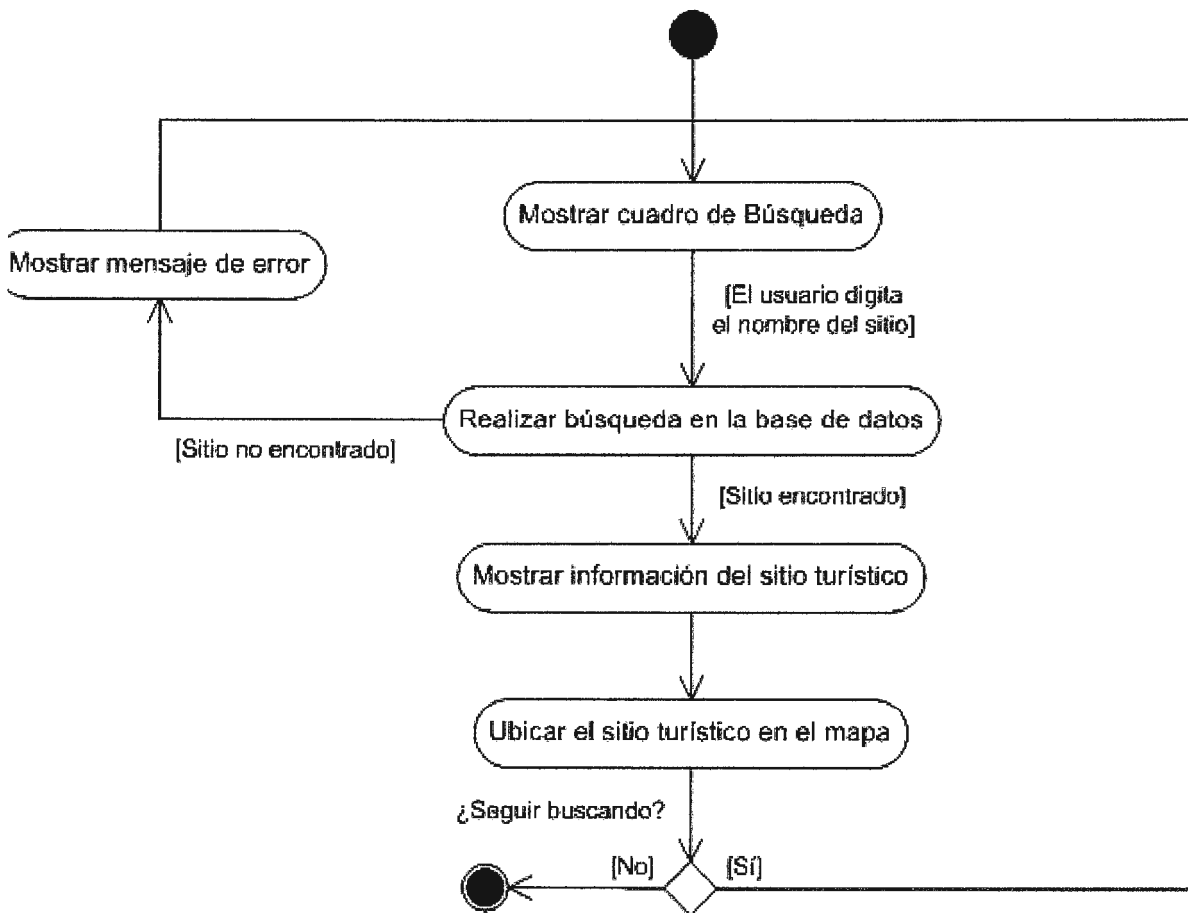 Mostrar cuadro de Búsqueda
Mostrar mensaje de error
[El usuario digita
el nombre del sitio]
Realizar búsqueda en la base de datos
[Sitio no encontrado]
[Sitio encontrado]
Mostrar información del sitio turístico
Ubicar el sitio turístico en el mapa
¿Seguir buscando?
[No]
[Sí]